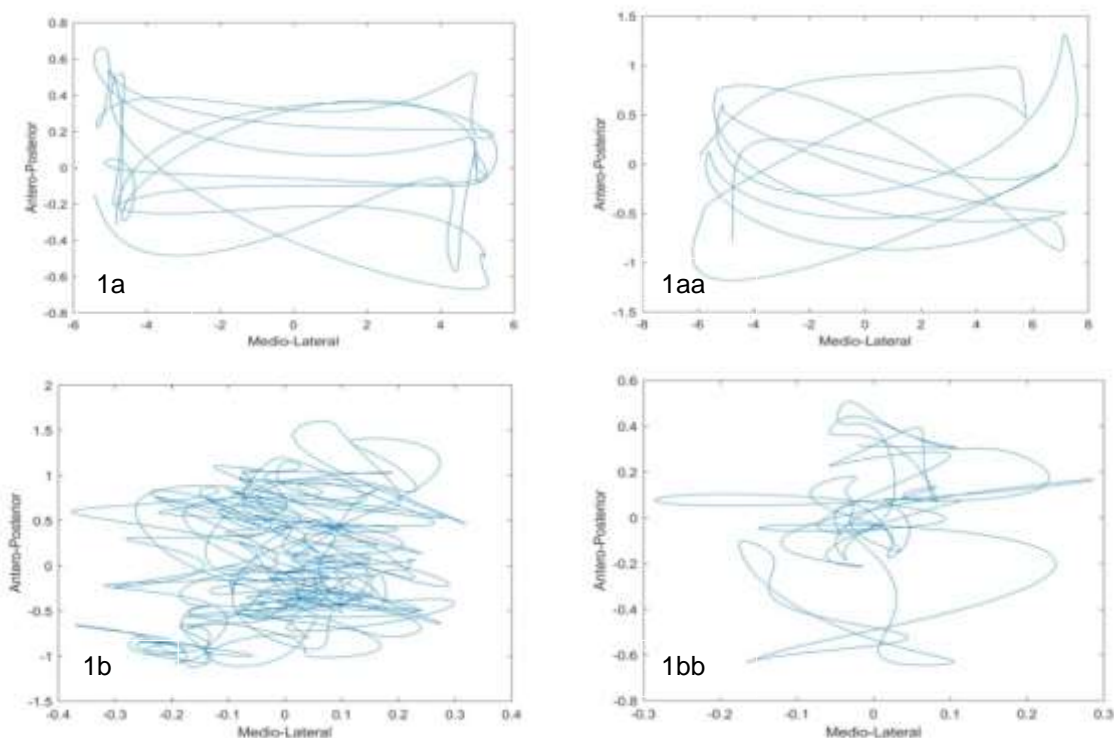 0.8
0.6
0.4
0.2
0
-0.2
-0.4
-0.6
-0.8
Antero-Posterior
1a
-6 -4 -2 0 2 4 6
Medio-Lateral
1.5
1
0.5
0
-0.5
-1
-1.5
Antero-Posterior
1aa
-8 -6 -4 -2 0 2 4 6 8
Medio-Lateral
2
1.5
1
0.5
0
-0.5
-1
-1.5
Antero-Posterior
1b
-0.4 -0.3 -0.2 -0.1 0 0.1 0.2 0.3 0.4
Medio-Lateral
0.6
0.4
0.2
0
-0.2
-0.4
-0.6
-0.8
Antero-Posterior
1bb
-0.3 -0.2 -0.1 0 0.1 0.2 0.3
Medio-Lateral